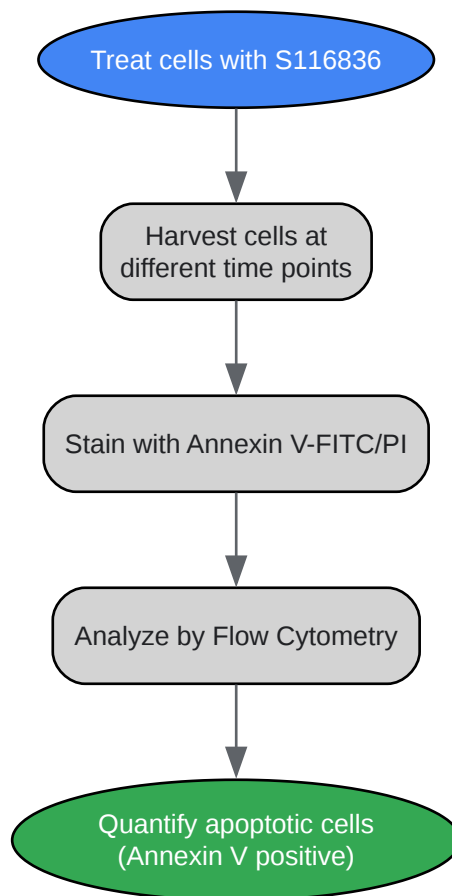 Treat cells with S116836
Harvest cells at
different time points
Stain with Annexin V-FITC/PI
Analyze by Flow Cytometry
Quantify apoptotic cells
(Annexin V positive)